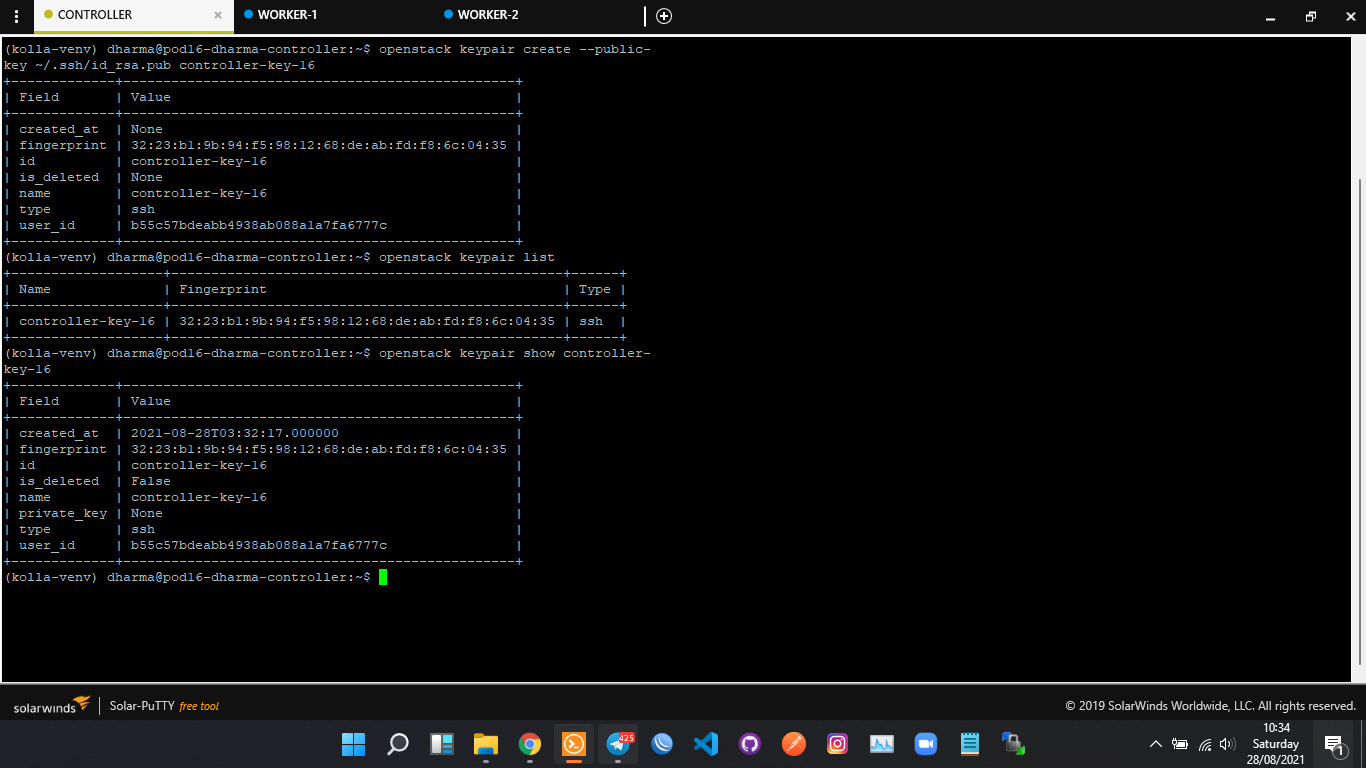 CONTROLLER × WORKER-1 WORKER-2
(kolla-venv) dharma@pod16-dharma-controller:~$ openstack keypair create --public-
key ~/.ssh/id_rsa.pub controller-key-16
+-------------+-------------------------------------------------+
| Field       | Value                                           |
+-------------+-------------------------------------------------+
| created_at  | None                                            |
| fingerprint | 32:23:b1:9b:94:f5:98:12:68:de:ab:fd:f8:6c:04:35 |
| id          | controller-key-16                               |
| is_deleted  | None                                            |
| name        | controller-key-16                               |
| type        | ssh                                             |
| user_id     | b55c57bdeabb4938ab088a1a7fa6777c                |
+-------------+-------------------------------------------------+
(kolla-venv) dharma@pod16-dharma-controller:~$ openstack keypair list
+-------------------+-------------------------------------------------+------+
| Name              | Fingerprint                                     | Type |
+-------------------+-------------------------------------------------+------+
| controller-key-16 | 32:23:b1:9b:94:f5:98:12:68:de:ab:fd:f8:6c:04:35 | ssh  |
+-------------------+-------------------------------------------------+------+
(kolla-venv) dharma@pod16-dharma-controller:~$ openstack keypair show controller-
key-16
+-------------+-------------------------------------------------+
| Field       | Value                                           |
+-------------+-------------------------------------------------+
| created_at  | 2021-08-28T03:32:17.000000                      |
| fingerprint | 32:23:b1:9b:94:f5:98:12:68:de:ab:fd:f8:6c:04:35 |
| id          | controller-key-16                               |
| is_deleted  | False                                           |
| name        | controller-key-16                               |
| private_key | None                                            |
| type        | ssh                                             |
| user_id     | b55c57bdeabb4938ab088a1a7fa6777c                |
+-------------+-------------------------------------------------+
(kolla-venv) dharma@pod16-dharma-controller:~$
solarwinds | Solar-PuTTY free tool © 2019 SolarWinds Worldwide, LLC. All rights reserved.
425
10:34
Saturday
28/08/2021
1